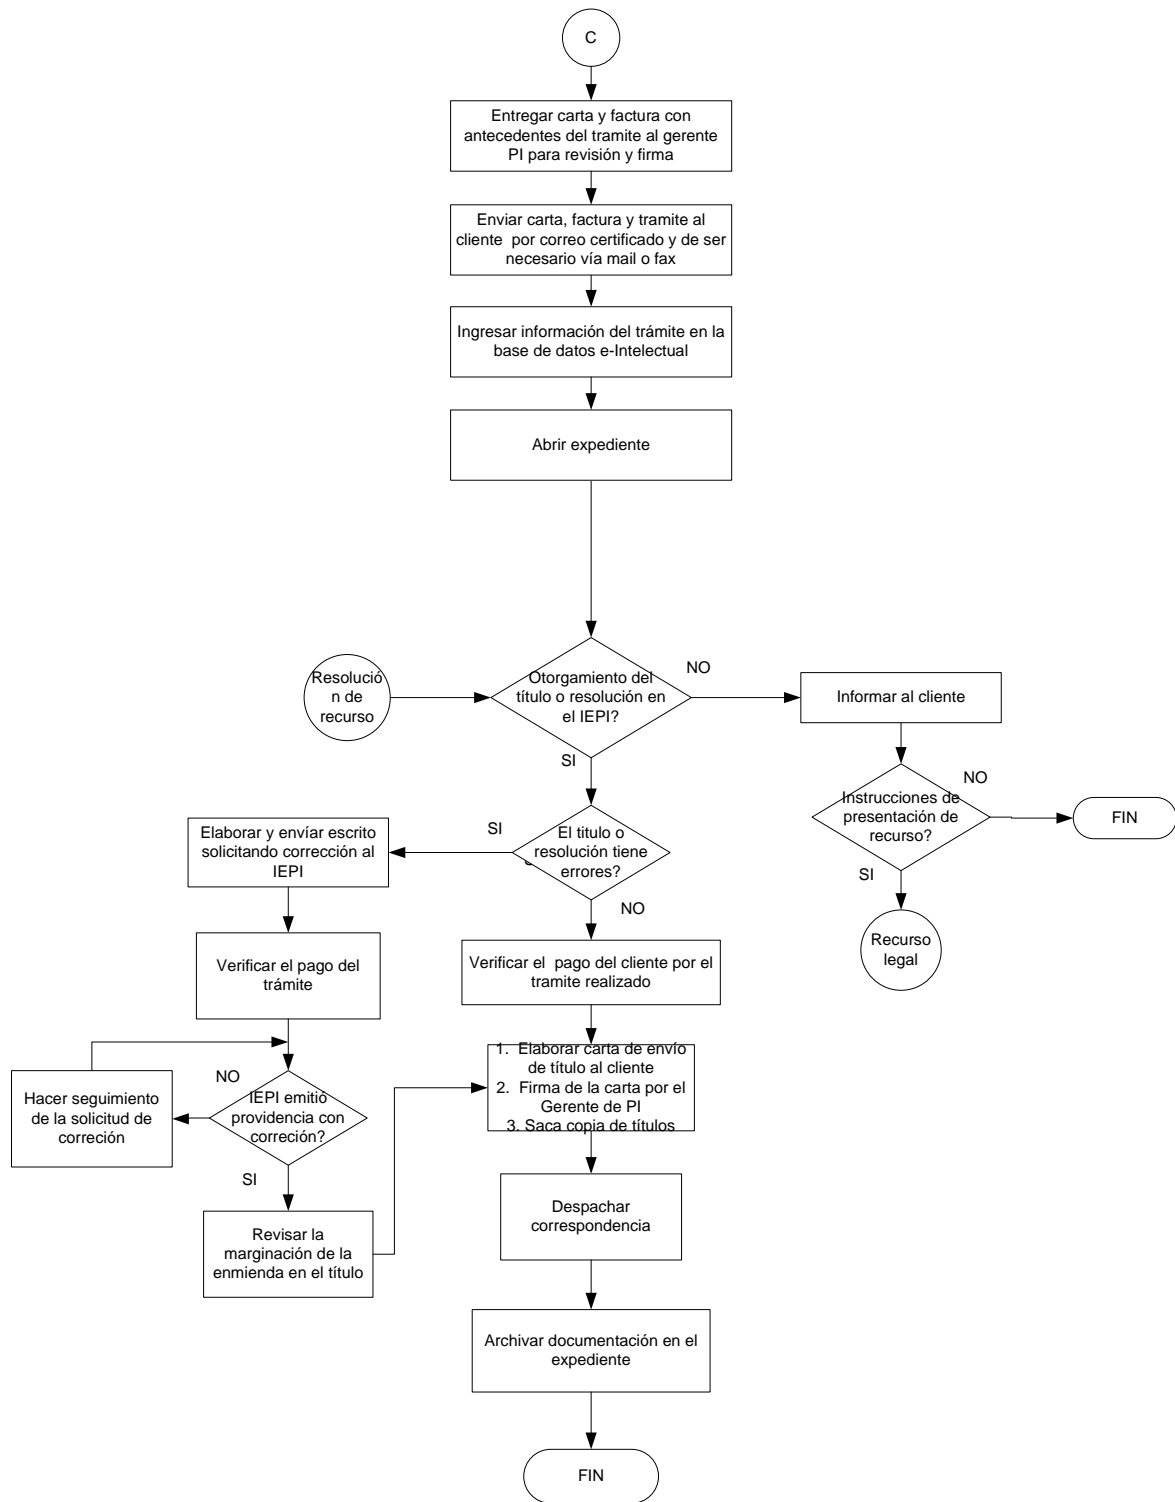 C
Entregar carta y factura con
antecedentes del tramite al gerente
PI para revisión y firma
Enviar carta, factura y tramite al
cliente  por correo certificado y de ser
necesario vía mail o fax
Ingresar información del trámite en la
base de datos e-Intelectual
Abrir expediente
Resolució
n de
recurso
Otorgamiento del
título o resolución en
el IEPI?
NO
Informar al cliente
SI
Instrucciones de
presentación de
recurso?
NO
FIN
SI
Recurso
legal
El titulo o
resolución tiene
errores?
SI
Elaborar y envíar escrito
solicitando corrección al
IEPI
NO
Verificar el pago del
trámite
Verificar el  pago del cliente por el
tramite realizado
1.  Elaborar carta de envío
de título al cliente
2.  Firma de la carta por el
Gerente de PI
3. Saca copia de títulos
NO
Hacer seguimiento
de la solicitud de
correción
IEPI emitió
providencia con
correción?
SI
Revisar la
marginación de la
enmienda en el título
Despachar
correspondencia
Archivar documentación en el
expediente
FIN